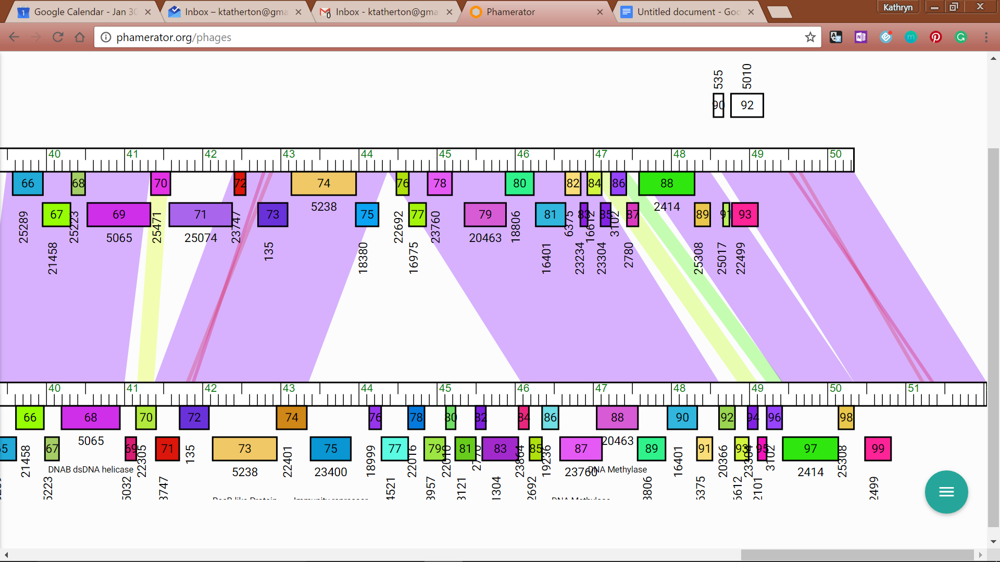 Google Calendar - Jan 30
Inbox – ktatherton@gma
Inbox - ktatherton@gma
Phamerator
Untitled document - Goo
Kathryn
phamerator.org/phages
535
5010
90
92
40 41 42 43 44 45 46 47 48 49 50
66 68 70 72 74 76 78 80 82 84 86 88
5238
2414
67 69 71 73 75 77 79 81 83 85 87 89 91 93
25289 25223 5065 25471 25074 23747 22692 23760 20463 18806 6375 16612 3102
21458 135 18380 16975 16401 23234 23304 2780 25308 25017 22499
40 41 42 43 44 45 46 47 48 49 50 51
66 68 70 72 74 76 78 80 82 84 86 88 90 92 94 96 98
5065
20463
65 67 69 71 73 75 77 79 81 83 85 87 89 91 93 95 97 99
21458 22305 135 5238 22401 23400 18999 22016 22010 23864 19236 23760 16401 20366 23304 3102 2414 25308
DNAB dsDNA helicase
DNA Methylase
5223 5032 3747 4521 3957 3121 1304 2692 3806 5375 5612 2101 2499
Immunity repressor
DNA Methylase